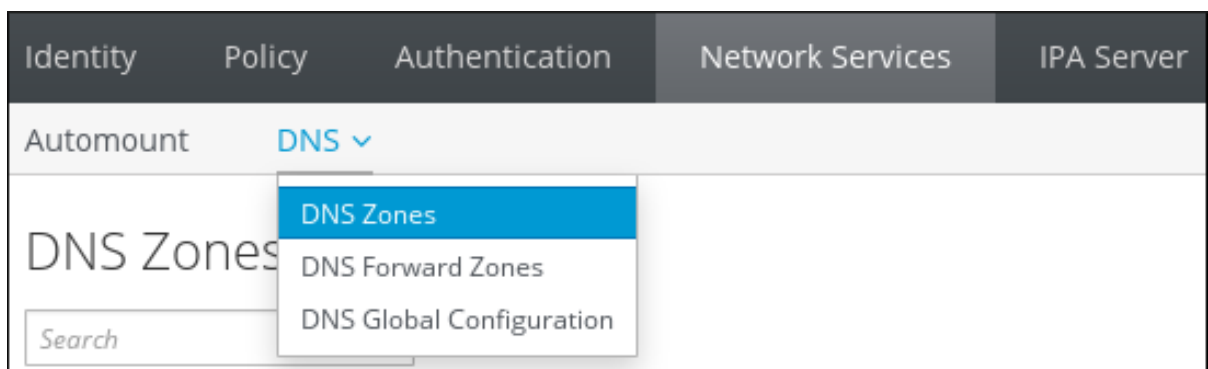 Identity Policy Authentication Network Services IPA Server
Automount DNS
DNS Zones
DNS Zones
DNS Forward Zones
DNS Global Configuration
Search